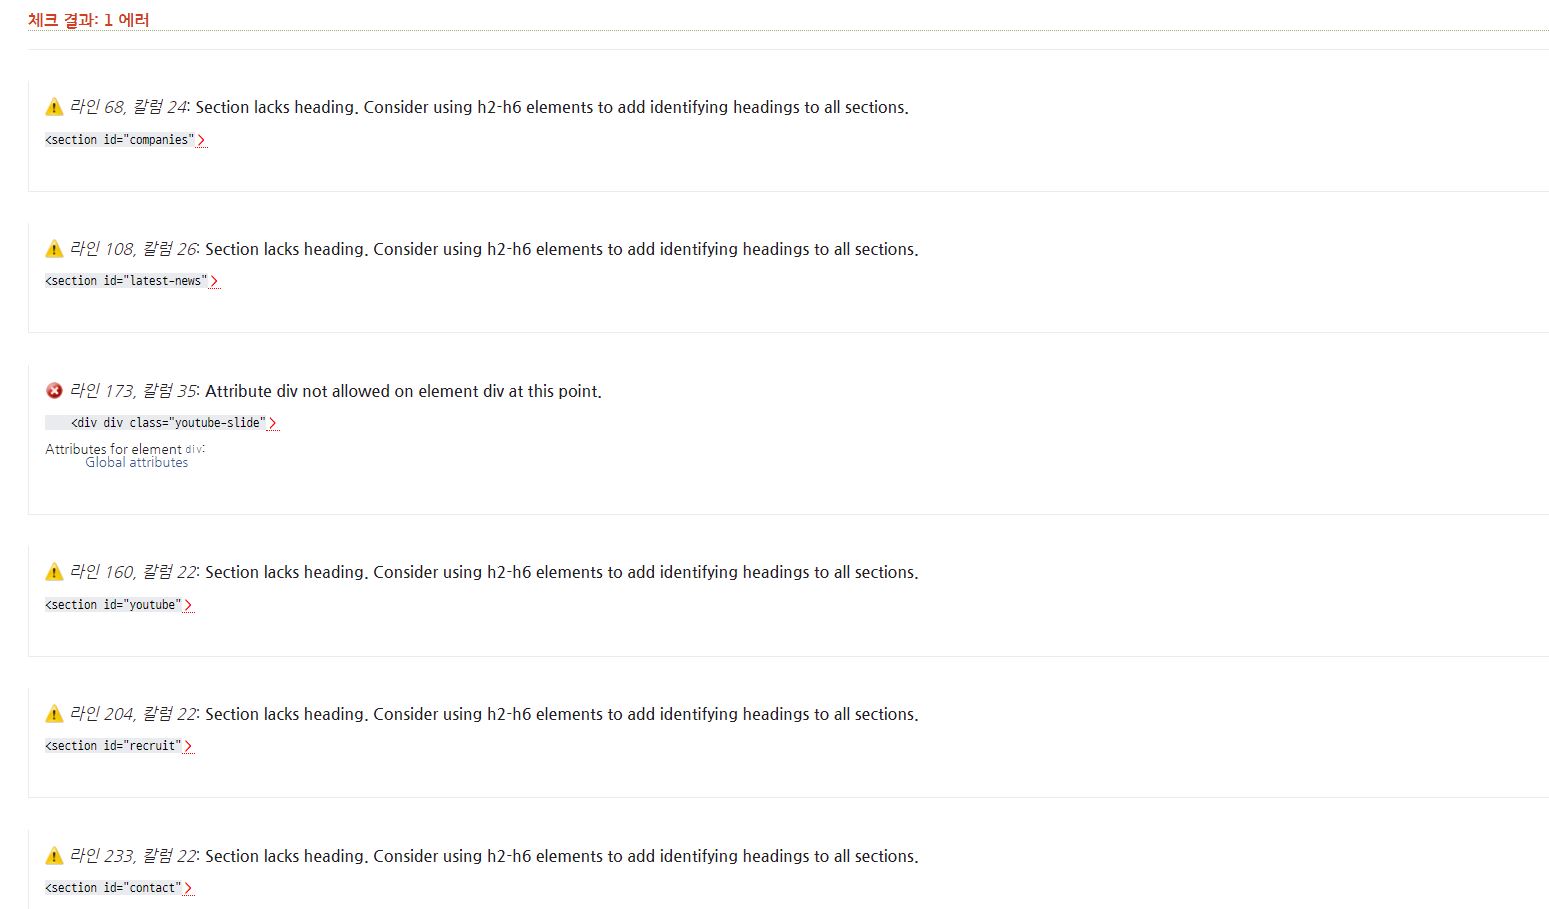 체크 결과: 1 에러
라인 68, 칼럼 24: Section lacks heading. Consider using h2-h6 elements to add identifying headings to all sections.
<section id="companies">
라인 108, 칼럼 26: Section lacks heading. Consider using h2-h6 elements to add identifying headings to all sections.
<section id="latest-news">
라인 173, 칼럼 35: Attribute div not allowed on element div at this point.
<div div class="youtube-slide">
Attributes for element div:
Global attributes
라인 160, 칼럼 22: Section lacks heading. Consider using h2-h6 elements to add identifying headings to all sections.
<section id="youtube">
라인 204, 칼럼 22: Section lacks heading. Consider using h2-h6 elements to add identifying headings to all sections.
<section id="recruit">
라인 233, 칼럼 22: Section lacks heading. Consider using h2-h6 elements to add identifying headings to all sections.
<section id="contact">